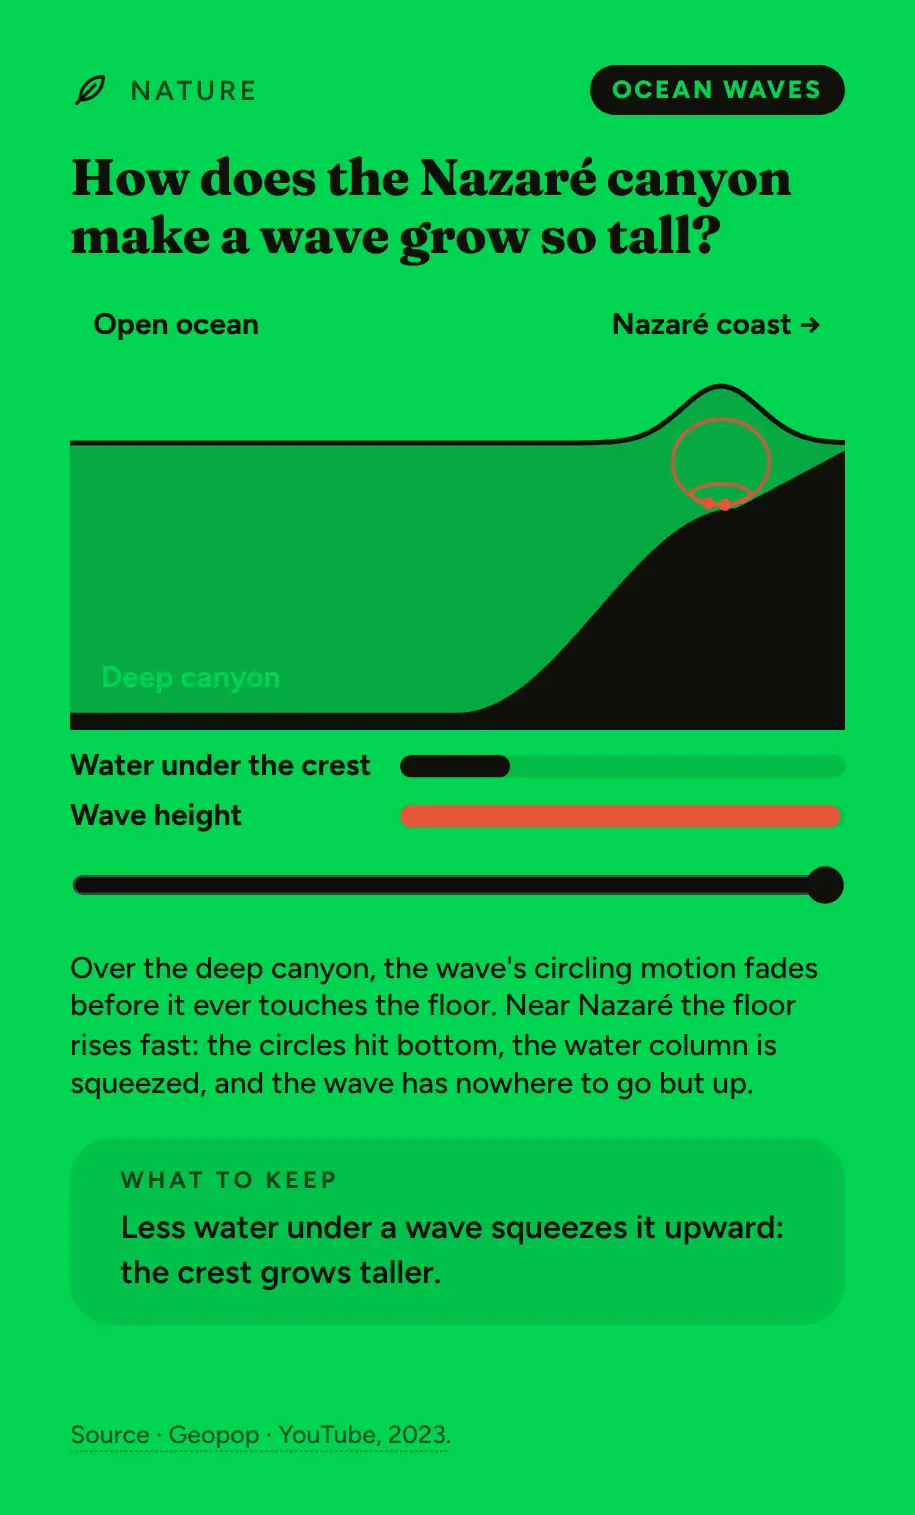 NATURE
OCEAN WAVES
How does the Nazaré canyon
make a wave grow so tall?
Open ocean
Nazaré coast →
Deep canyon
Water under the crest
Wave height
Over the deep canyon, the wave's circling motion fades
before it ever touches the floor. Near Nazaré the floor
rises fast: the circles hit bottom, the water column is
squeezed, and the wave has nowhere to go but up.
WHAT TO KEEP
Less water under a wave squeezes it upward:
the crest grows taller.
Source · Geopop · YouTube, 2023.